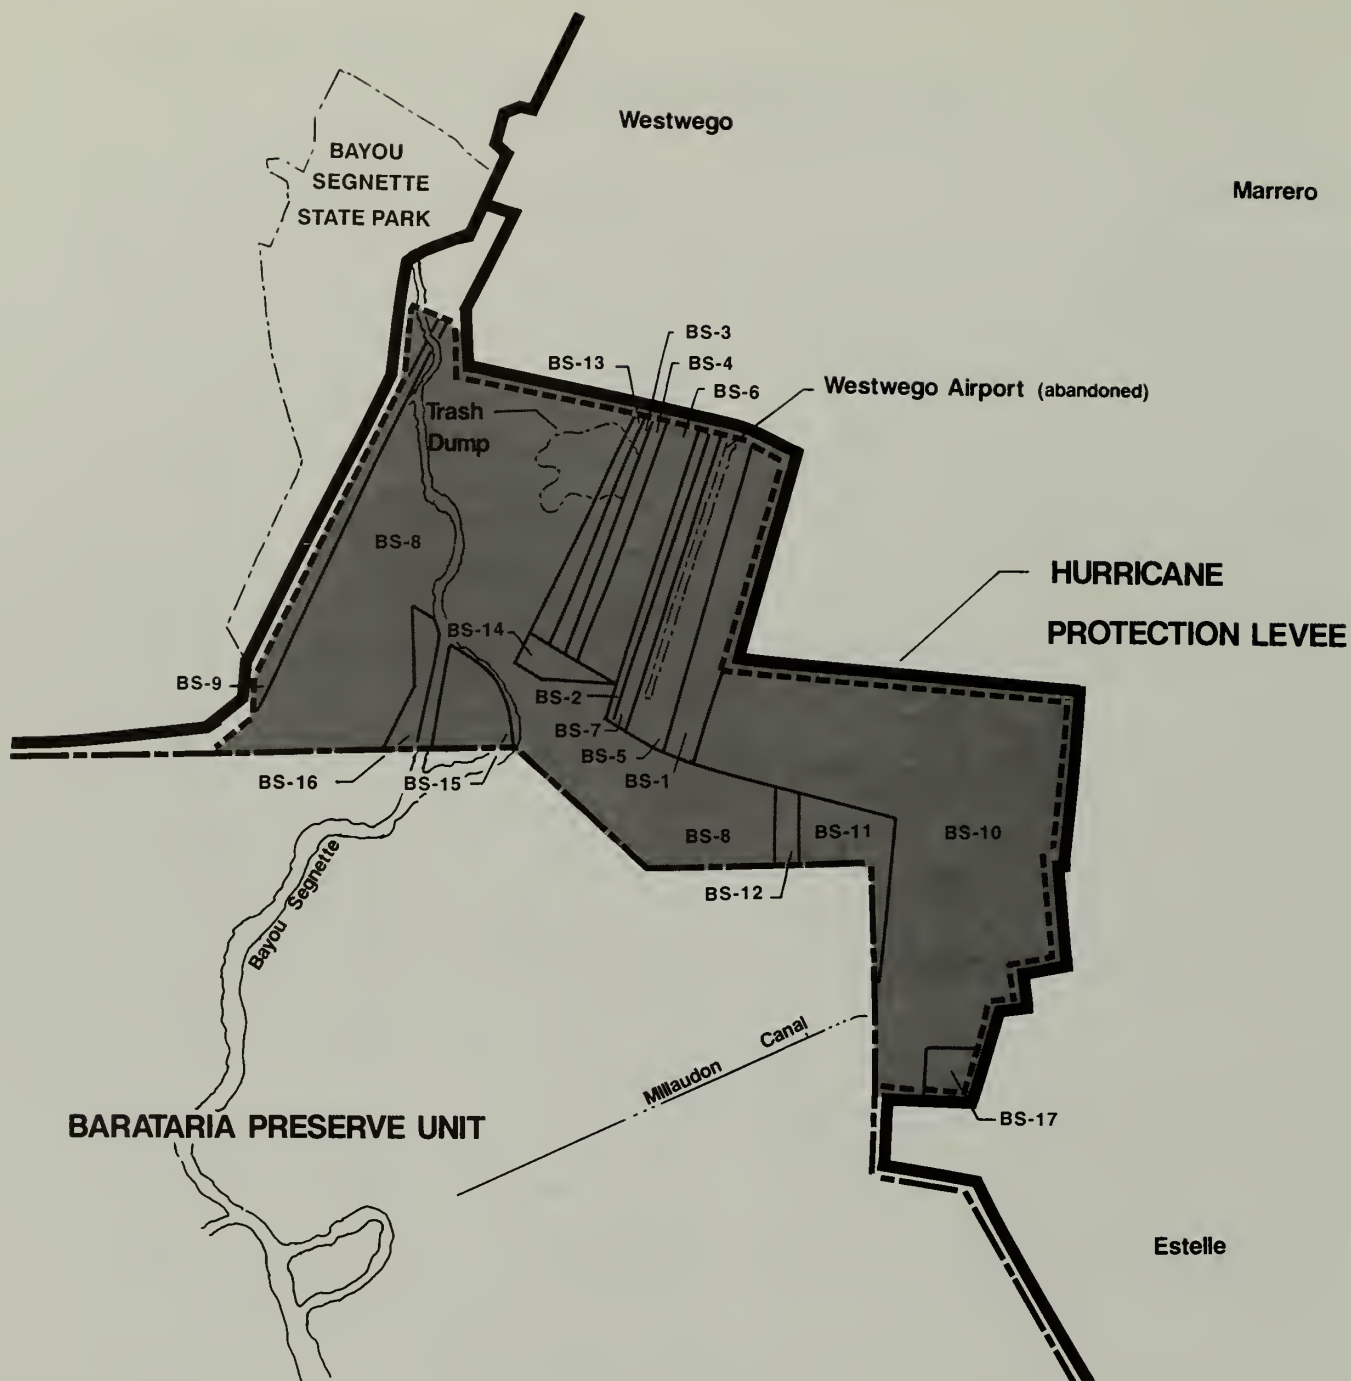 Westwego
BAYOU
SEGNETTE
STATE PARK
Marrero
BS-3
BS-13
BS-4
BS-6
Westwego Airport (abandoned)
Trash
Dump
BS-8
HURRICANE
PROTECTION LEVEE
BS-14
BS-9
BS-2
BS-7
BS-5
BS-16
BS-15
BS-1
BS-8
BS-11
BS-10
BS-12
Bayou Segnette
Millaudon Canal
BARATARIA PRESERVE UNIT
BS-17
Estelle